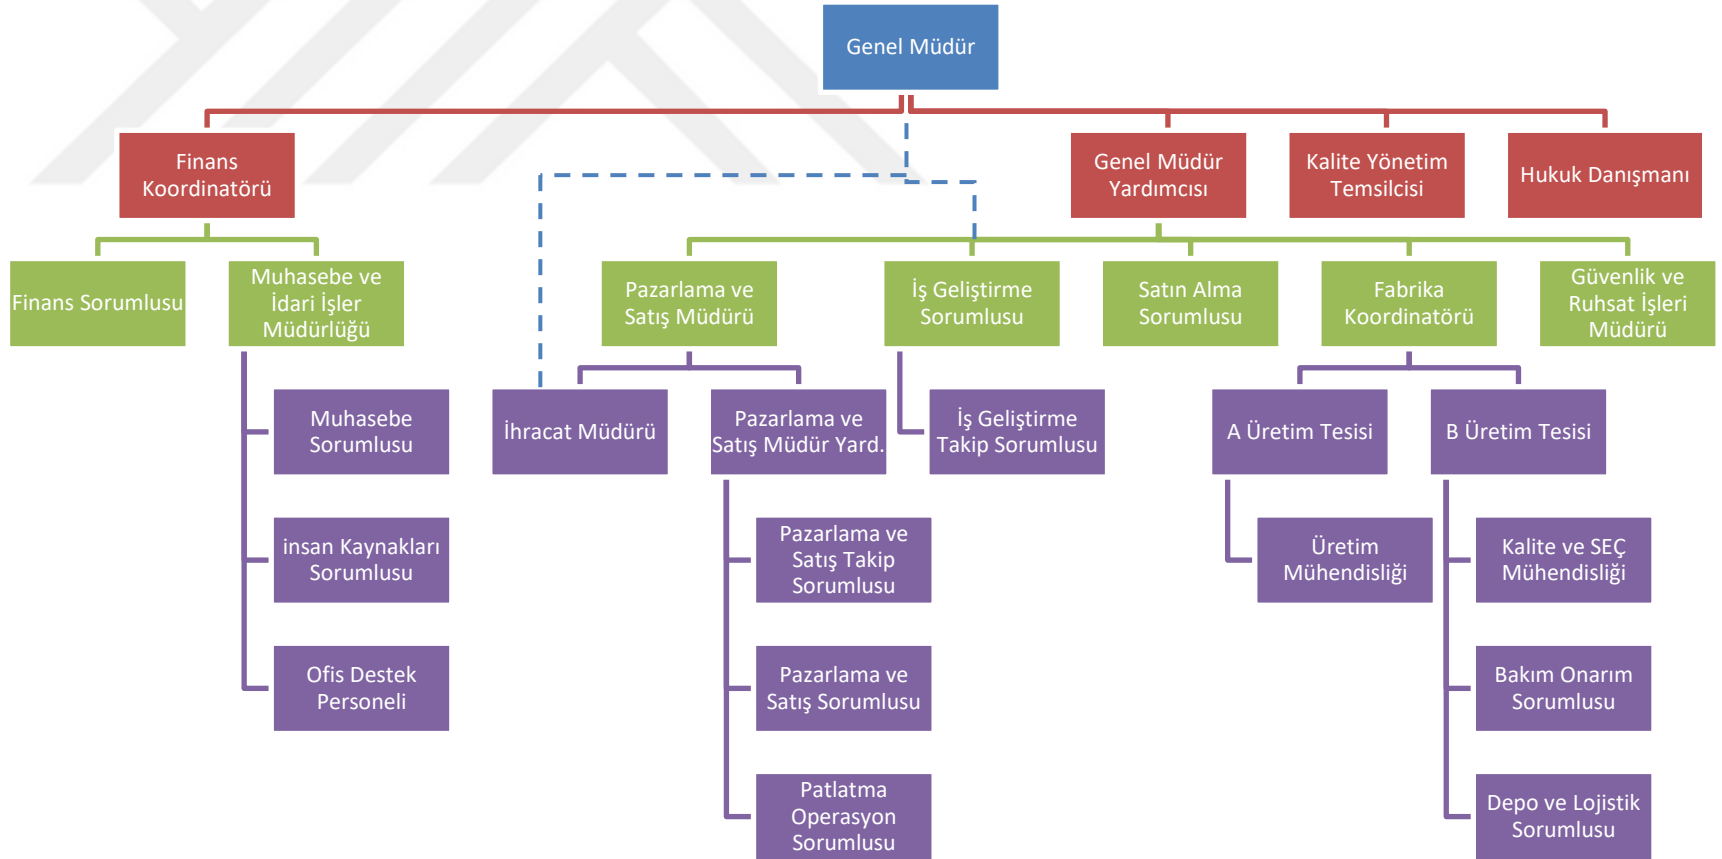 Genel Müdür
Finans
Koordinatörü
Genel Müdür
Yardımcısı
Kalite Yönetim
Temsilcisi
Hukuk Danışmanı
Finans Sorumlusu
Muhasebe ve
İdari İşler
Müdürlüğü
Pazarlama ve
Satış Müdürü
İş Geliştirme
Sorumlusu
Satın Alma
Sorumlusu
Fabrika
Koordinatörü
Güvenlik ve
Ruhsat İşleri
Müdürü
Muhasebe
Sorumlusu
İhracat Müdürü
Pazarlama ve
Satış Müdür Yard.
İş Geliştirme
Takip Sorumlusu
A Üretim Tesisi
B Üretim Tesisi
insan Kaynakları
Sorumlusu
Pazarlama ve
Satış Takip
Sorumlusu
Üretim
Mühendisliği
Kalite ve SEÇ
Mühendisliği
Ofis Destek
Personeli
Pazarlama ve
Satış Sorumlusu
Bakım Onarım
Sorumlusu
Patlatma
Operasyon
Sorumlusu
Depo ve Lojistik
Sorumlusu